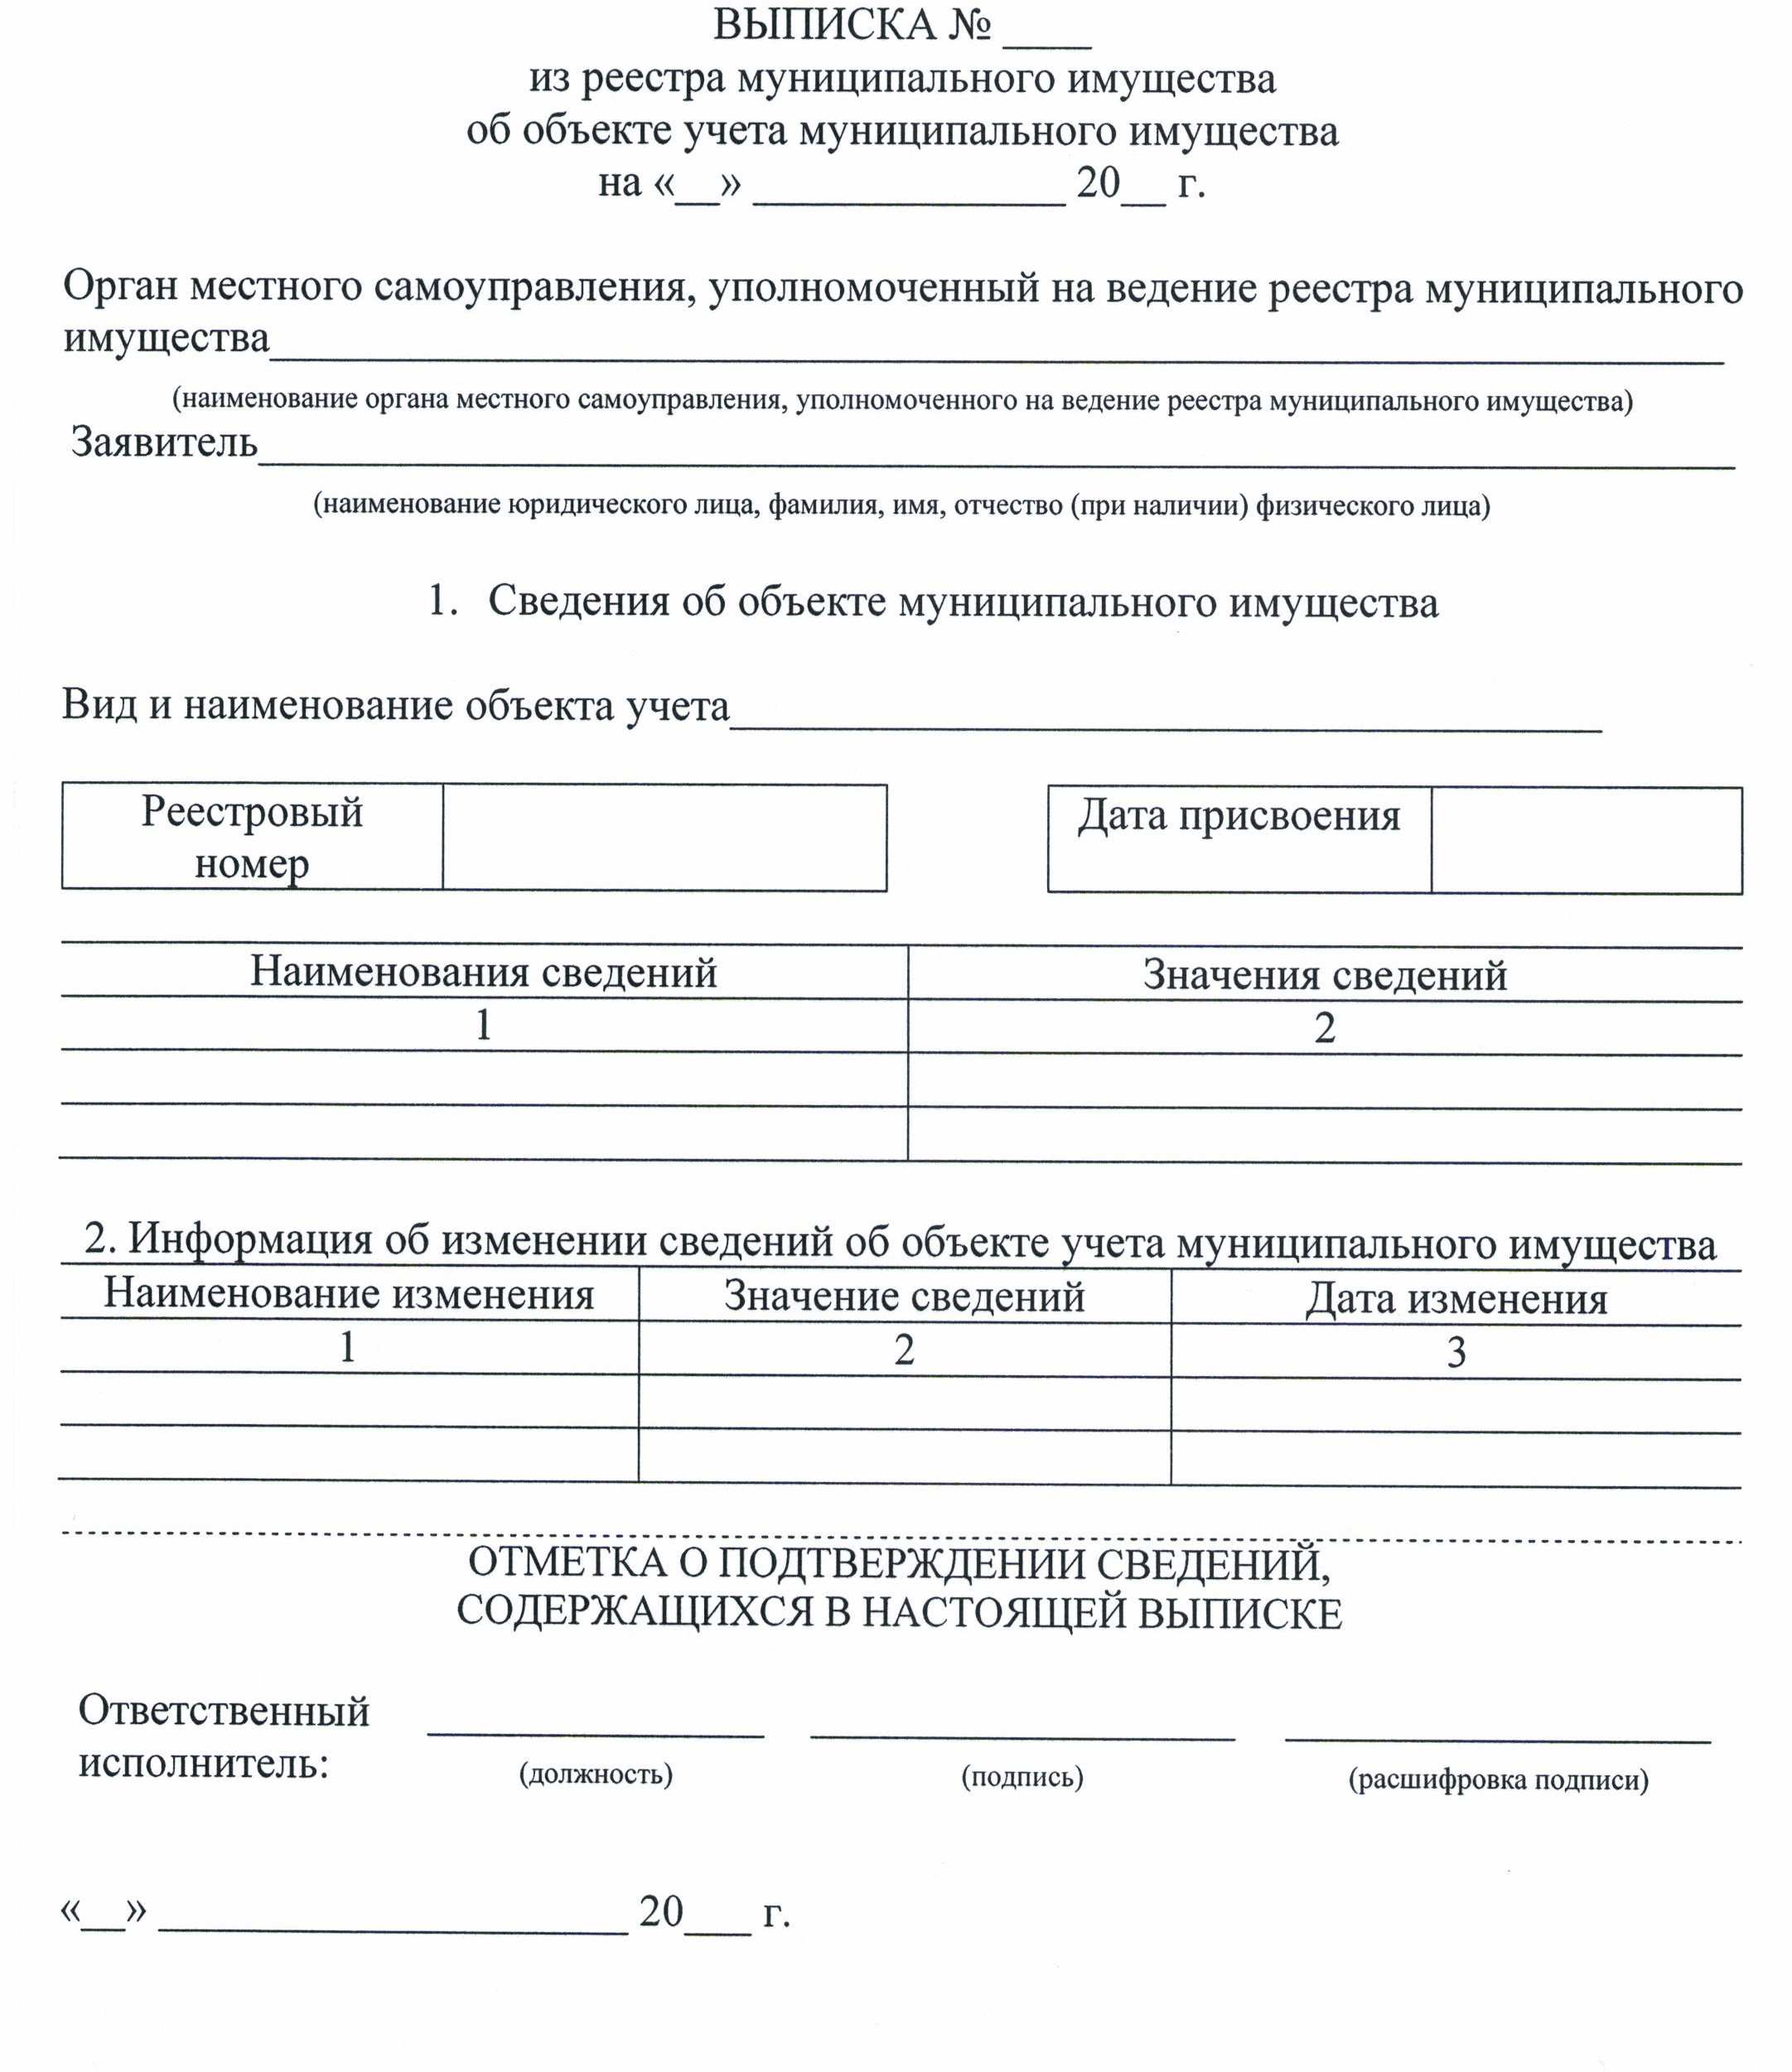 ВЫПИСКА № ____
из реестра муниципального имущества
об объекте учета муниципального имущества
на «__» ______________ 20__ г.
Орган местного самоуправления, уполномоченный на ведение реестра муниципального
имущества____________________________________________
(наименование органа местного самоуправления, уполномоченного на ведение реестра муниципального имущества)
Заявитель____________________________________________
(наименование юридического лица, фамилия, имя, отчество (при наличии) физического лица)
1. Сведения об объекте муниципального имущества
Вид и наименование объекта учета______________________________
Реестровый
номер
Дата присвоения
Наименования сведений Значения сведений
1 2
2. Информация об изменении сведений об объекте учета муниципального имущества
Наименование изменения Значение сведений Дата изменения
1 2 3
ОТМЕТКА О ПОДТВЕРЖДЕНИИ СВЕДЕНИЙ,
СОДЕРЖАЩИХСЯ В НАСТОЯЩЕЙ ВЫПИСКЕ
Ответственный
исполнитель:
(должность) (подпись) (расшифровка подписи)
«__» _____________________ 20___ г.